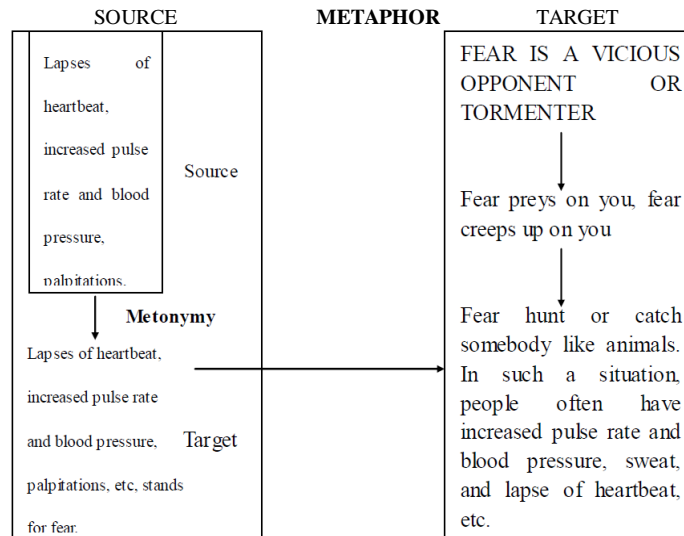 SOURCE METAPHOR TARGET
Lapses of
heartbeat,
increased pulse
rate and blood
pressure,
palpitations.
Source
Metonymy
Lapses of heartbeat,
increased pulse rate
and blood pressure,
palpitations, etc, stands
for fear.
Target
FEAR IS A VICIOUS
OPPONENT OR
TORMENTER
Fear preys on you, fear
creeps up on you
Fear hunt or catch
somebody like animals.
In such a situation,
people often have
increased pulse rate and
blood pressure, sweat,
and lapse of heartbeat,
etc.